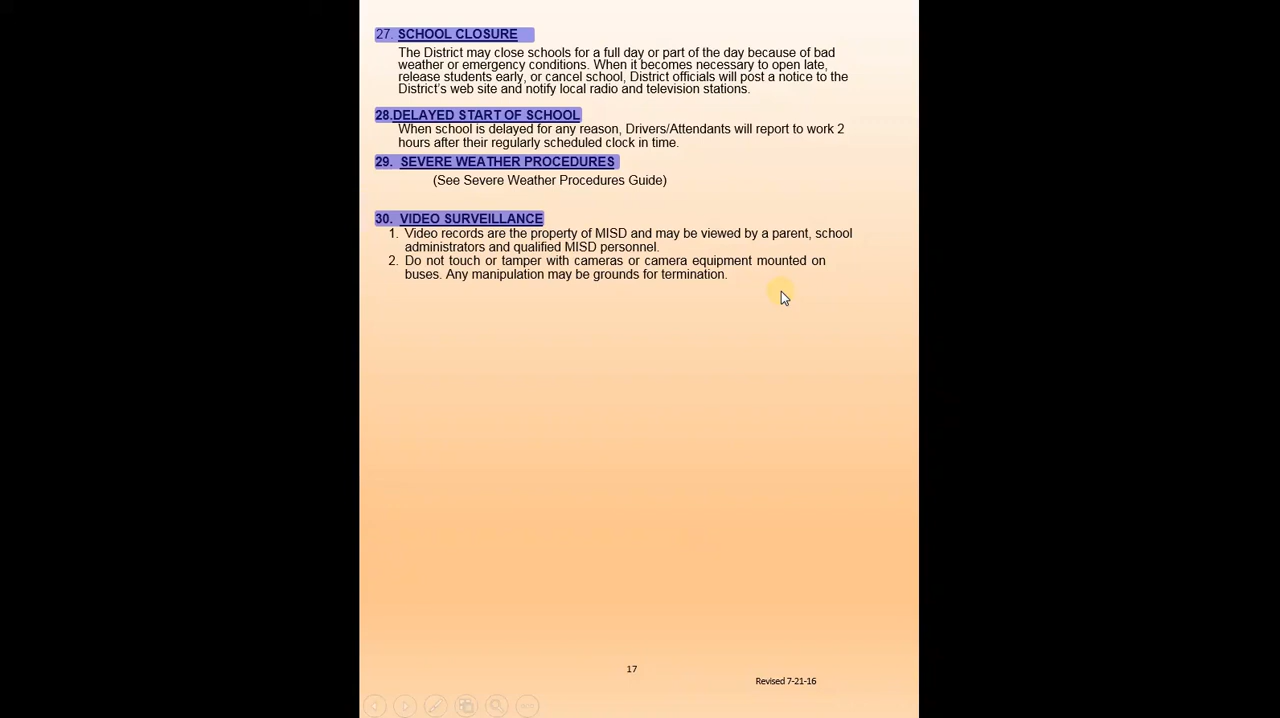 27. SCHOOL CLOSURE
The District may close schools for a full day or part of the day because of bad
weather or emergency conditions. When it becomes necessary to open late,
release students early, or cancel school, District officials will post a notice to the
District's web site and notify local radio and television stations.
28.DELAYED START OF SCHOOL
When school is delayed for any reason, Drivers/Attendants will report to work 2
hours after their regularly scheduled clock in time.
29. SEVERE WEATHER PROCEDURES
(See Severe Weather Procedures Guide)
30. VIDEO SURVEILLANCE
1. Video records are the property of MISD and may be viewed by a parent, school
administrators and qualified MISD personnel.
2. Do not touch or tamper with cameras or camera equipment mounted on
buses. Any manipulation may be grounds for termination.
17
Revised 7-21-16